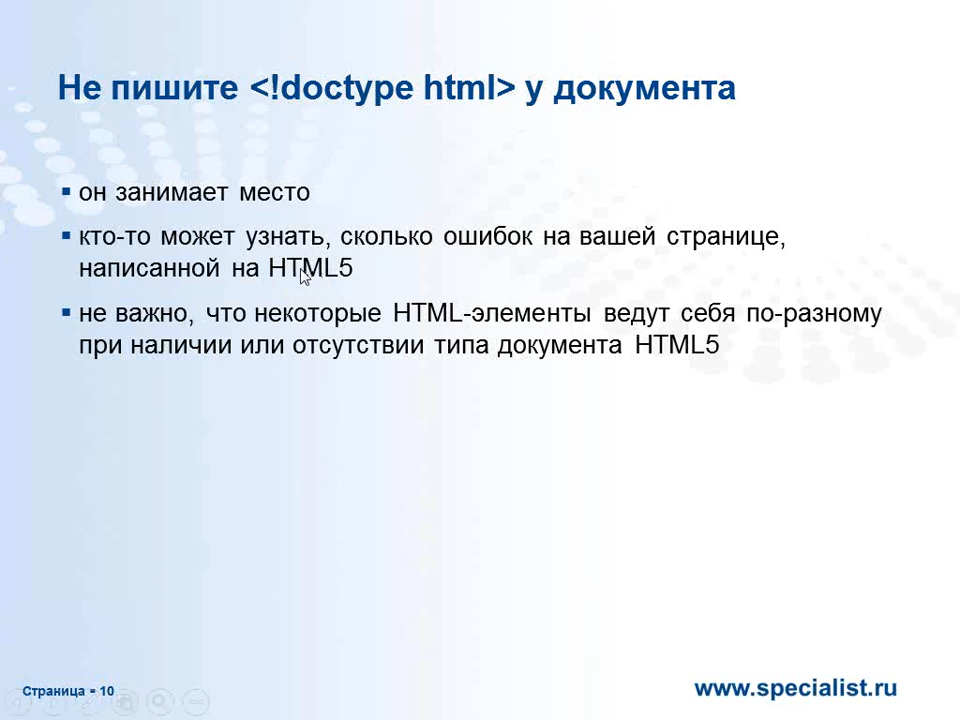 Не пишите <!doctype html> у документа
он занимает место
кто-то может узнать, сколько ошибок на вашей странице,
написанной на HTML5
не важно, что некоторые HTML-элементы ведут себя по-разному
при наличии или отсутствии типа документа HTML5
Страница - 10
www.specialist.ru